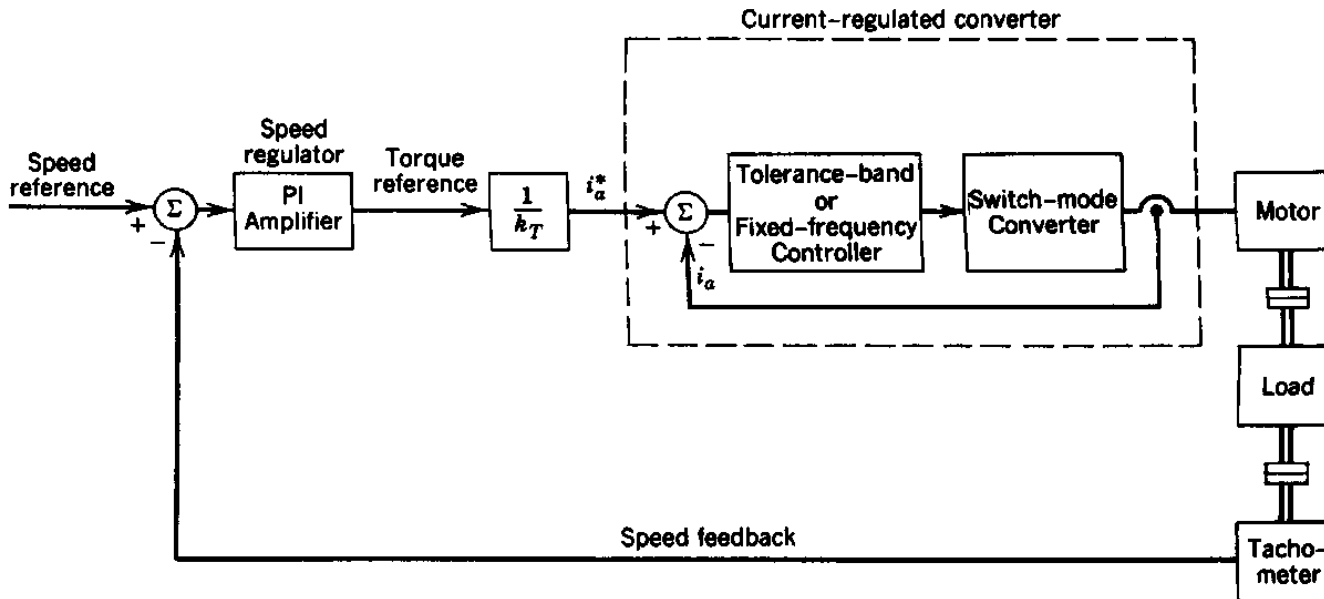 Current-regulated converter
Speed
reference
+
−
Σ
Speed
regulator
PI
Amplifier
Torque
reference
1
k_T
i_a^*
+
−
Σ
i_a
Tolerance-band
or
Fixed-frequency
Controller
Switch-mode
Converter
Motor
Load
Tacho-
meter
Speed feedback